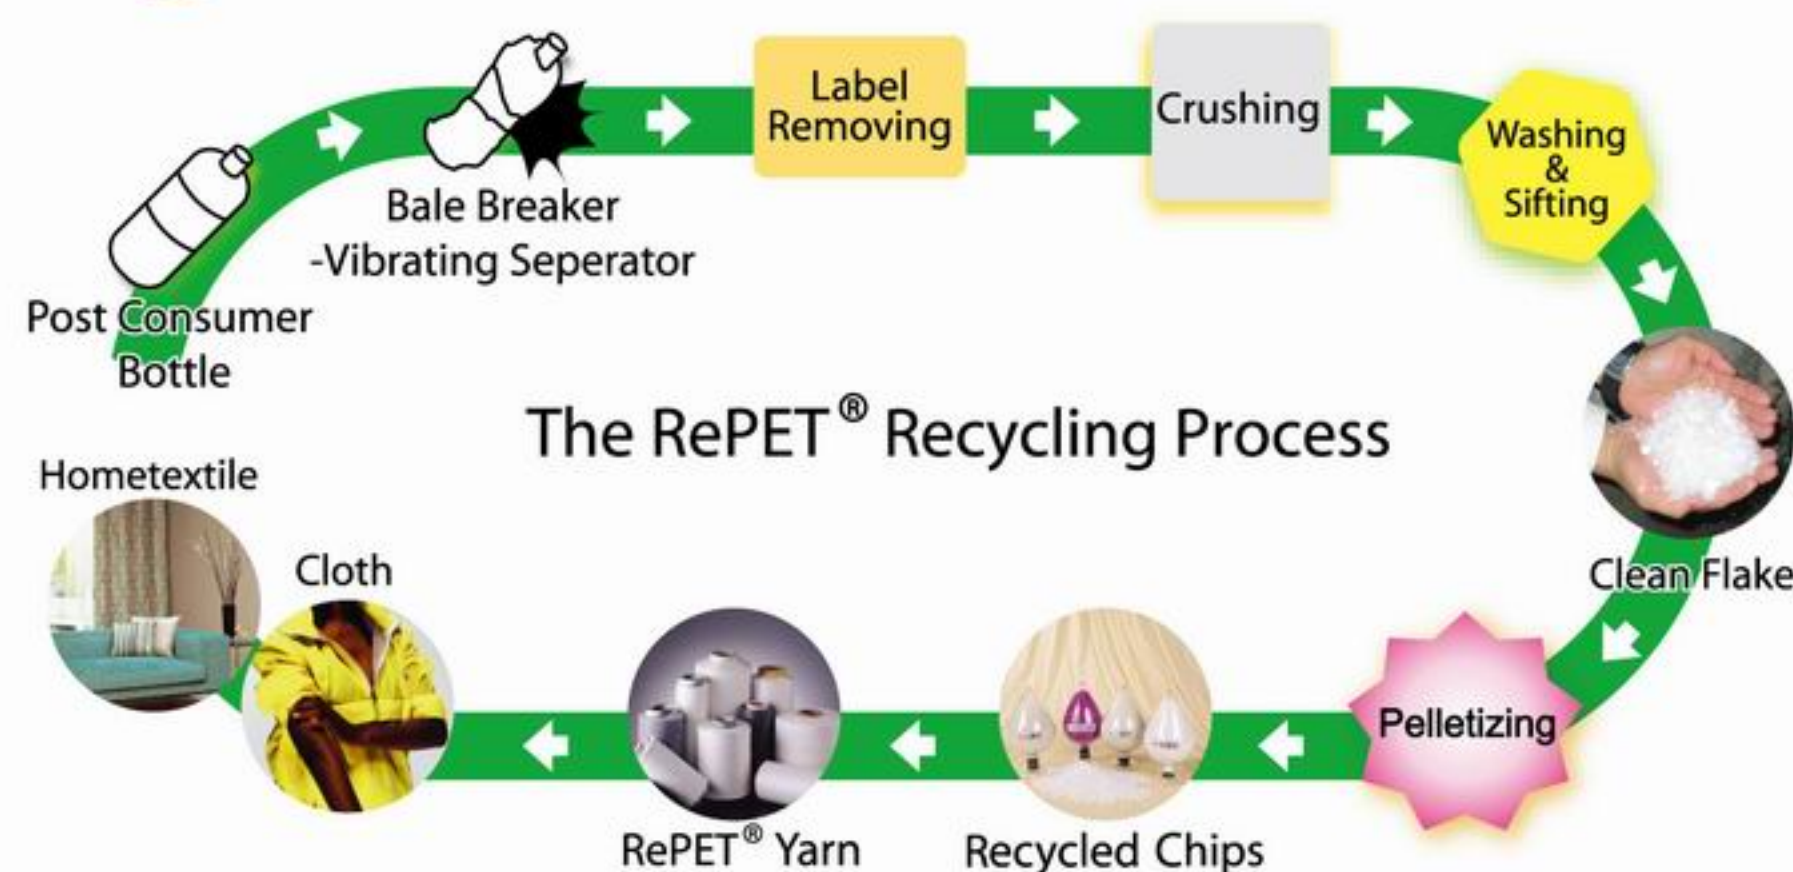 Label
Removing
Crushing
Washing
&
Sifting
Bale Breaker
-Vibrating Seperator
Post Consumer
Bottle
The RePET® Recycling Process
Hometextile
Cloth
Clean Flake
Pelletizing
RePET® Yarn
Recycled Chips